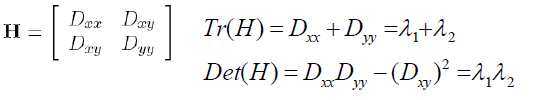 H = [ D_xx D_xy
D_xy D_yy ]
Tr(H) = D_xx + D_yy = λ_1 + λ_2
Det(H) = D_xx D_yy − (D_xy)² = λ_1 λ_2